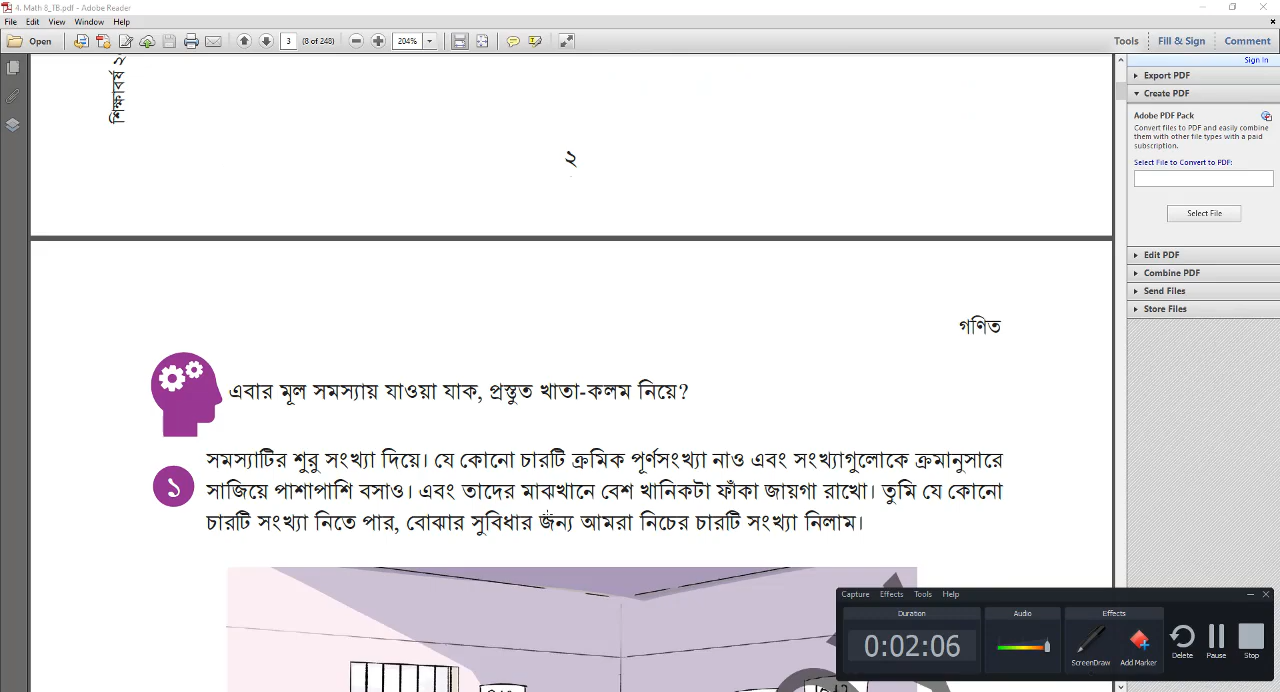 4. Math 8_TB.pdf - Adobe Reader
File Edit View Window Help
Open 3 (8 of 248) 204% Tools Fill & Sign Comment
Sign In
Export PDF
Create PDF
Adobe PDF Pack
Convert files to PDF and easily combine
them with other file types with a paid
subscription.
Select File to Convert to PDF:
Select File
Edit PDF
Combine PDF
Send Files
Store Files
শিক্ষাবর্ষ
২
গণিত
এবার মূল সমস্যায় যাওয়া যাক, প্রস্তুত খাতা-কলম নিয়ে?
১
সমস্যাটির শুরু সংখ্যা দিয়ে। যে কোনো চারটি ক্রমিক পূর্ণসংখ্যা নাও এবং সংখ্যাগুলোকে ক্রমানুসারে
সাজিয়ে পাশাপাশি বসাও। এবং তাদের মাঝখানে বেশ খানিকটা ফাঁকা জায়গা রাখো। তুমি যে কোনো
চারটি সংখ্যা নিতে পার, বোঝার সুবিধার জন্য আমরা নিচের চারটি সংখ্যা নিলাম।
Capture Effects Tools Help
Duration Audio Effects
0:02:06
ScreenDraw Add Marker Delete Pause Stop